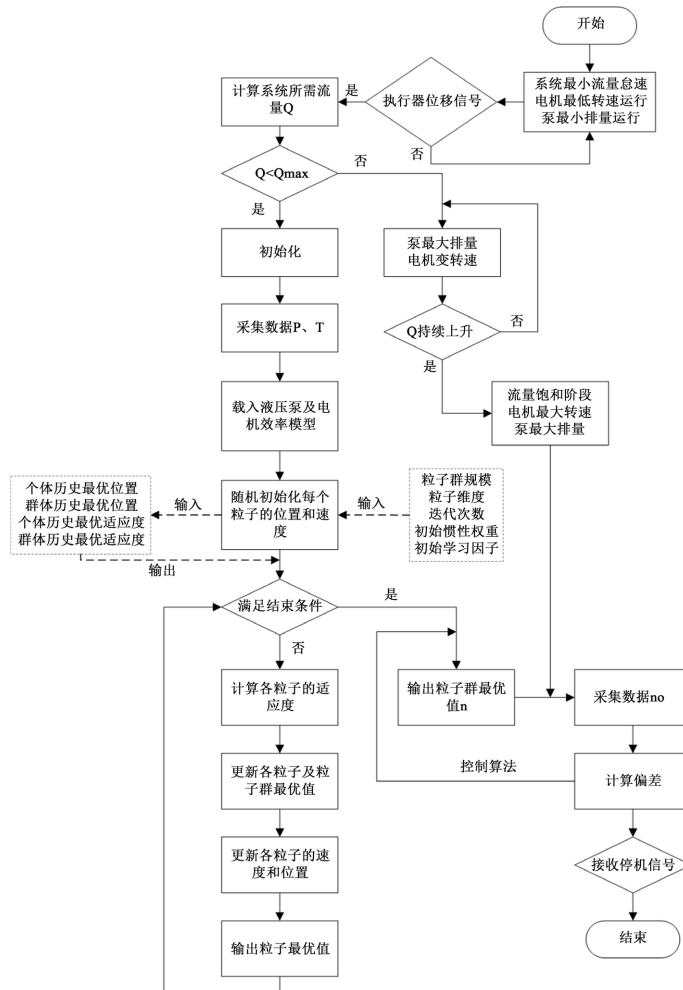 开始
系统最小流量怠速
电机最低转速运行
泵最小排量运行
执行器位移信号
是
否
计算系统所需流
量Q
Q<Qmax
否
是
初始化
泵最大排量
电机变转速
采集数据P、T
Q持续上升
否
是
载入液压泵及电
机效率模型
流量饱和阶段
电机最大转速
泵最大排量
个体历史最优位置
群体历史最优位置
个体历史最优适应度
群体历史最优适应度
输入
随机初始化每个
粒子的位置和速
度
输入
粒子群规模
粒子维度
迭代次数
初始惯性权重
初始学习因子
输出
满足结束条件
是
否
计算各粒子的适
应度
输出粒子群最优
值n
采集数据no
更新各粒子及粒
子群最优值
控制算法
计算偏差
更新各粒子的速
度和位置
接收停机信号
输出粒子最优值
结束